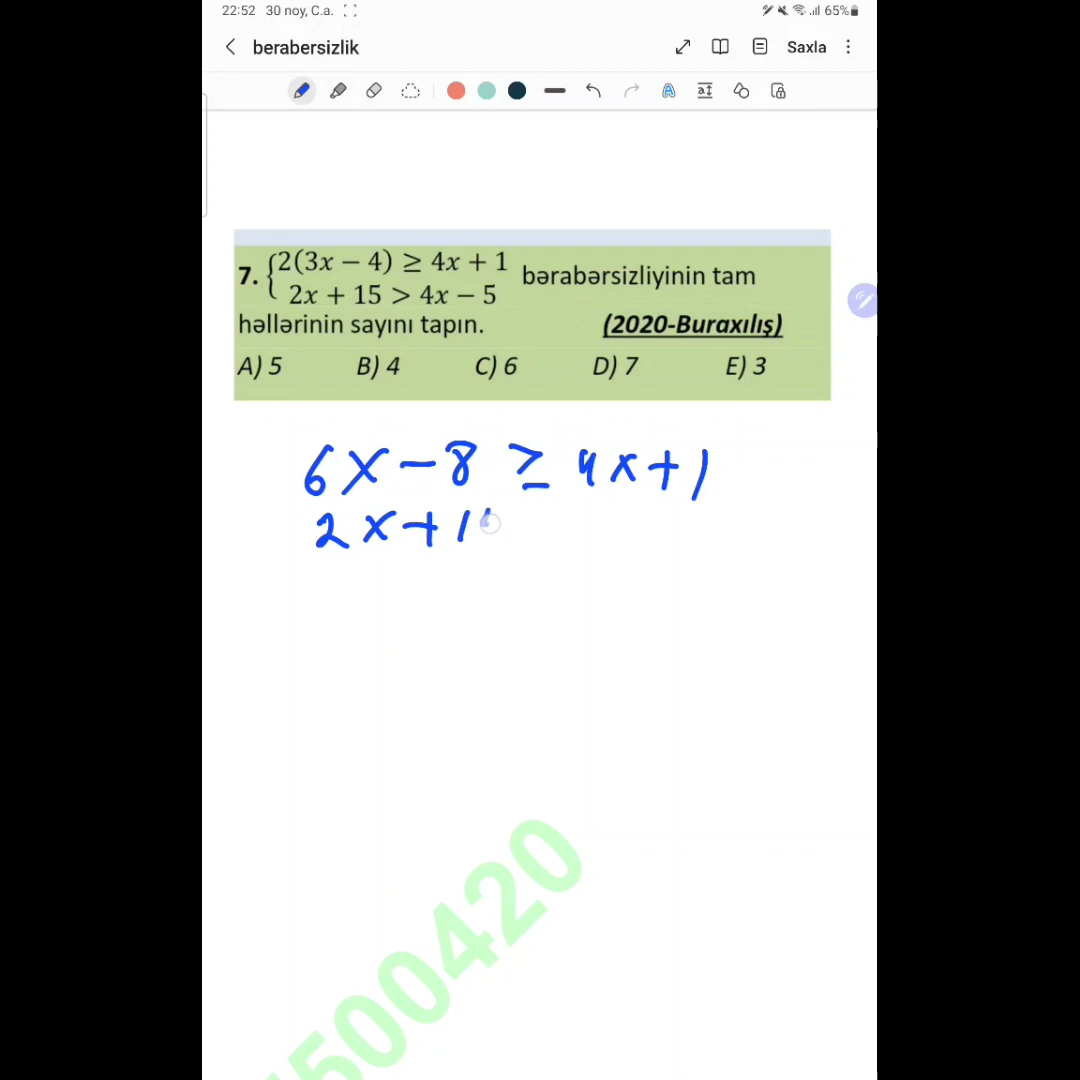 22:52 30 noy, C.a. 65%
berabersizlik Saxla
7. {2(3x − 4) ≥ 4x + 1
2x + 15 > 4x − 5 bərabərsizliyinin tam
həllərinin sayını tapın. (2020-Buraxılış)
A) 5 B) 4 C) 6 D) 7 E) 3
6x − 8 ≥ 4x + 1
2x + 1
500420